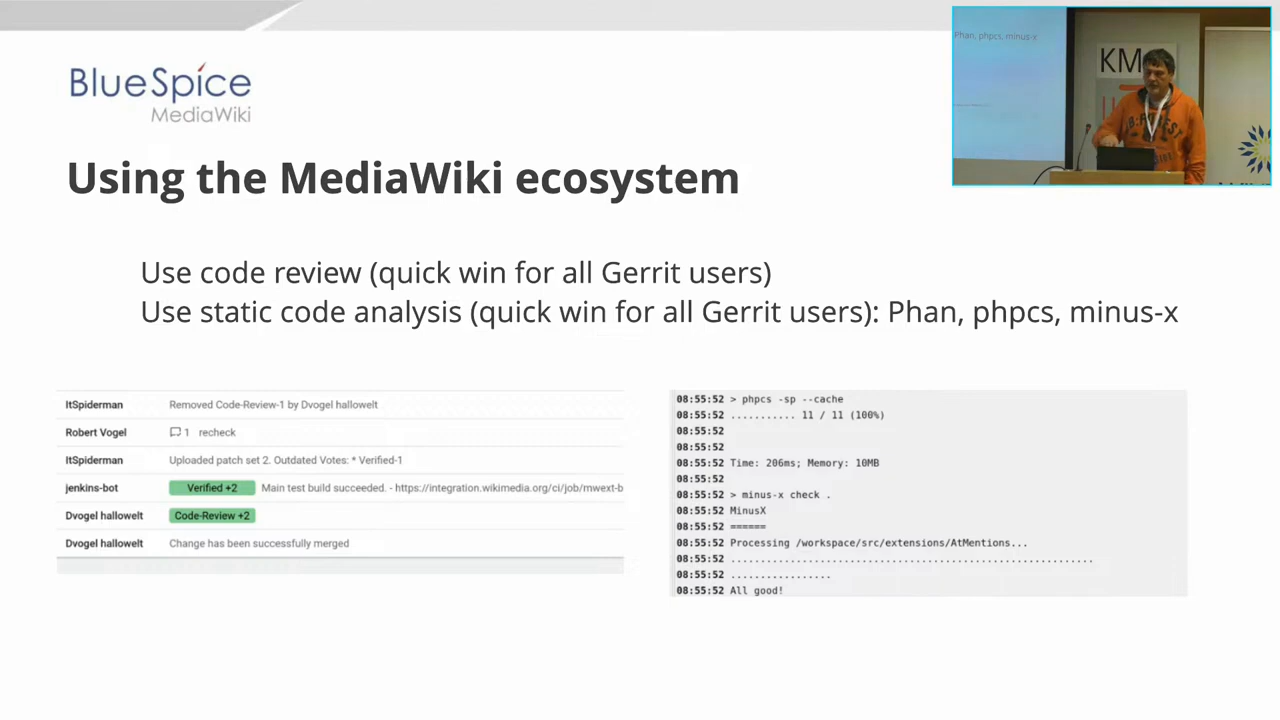 BlueSpice
MediaWiki
Using the MediaWiki ecosystem
Use code review (quick win for all Gerrit users)
Use static code analysis (quick win for all Gerrit users): Phan, phpcs, minus-x
ItSpiderman Removed Code-Review-1 by Dvogel hallowelt
Robert Vogel 1 recheck
ItSpiderman Uploaded patch set 2. Outdated Votes: * Verified-1
jenkins-bot Verified +2 Main test build succeeded. - https://integration.wikimedia.org/ci/job/mwext-b
Dvogel hallowelt Code-Review +2
Dvogel hallowelt Change has been successfully merged
08:55:52 > phpcs -sp --cache
08:55:52 ........... 11 / 11 (100%)
08:55:52
08:55:52
08:55:52 Time: 206ms; Memory: 10MB
08:55:52
08:55:52 > minus-x check .
08:55:52 MinusX
08:55:52 ======
08:55:52 Processing /workspace/src/extensions/AtMentions...
08:55:52 .............................................................
08:55:52 .................
08:55:52 All good!
Phan, phpcs, minus-x
KM